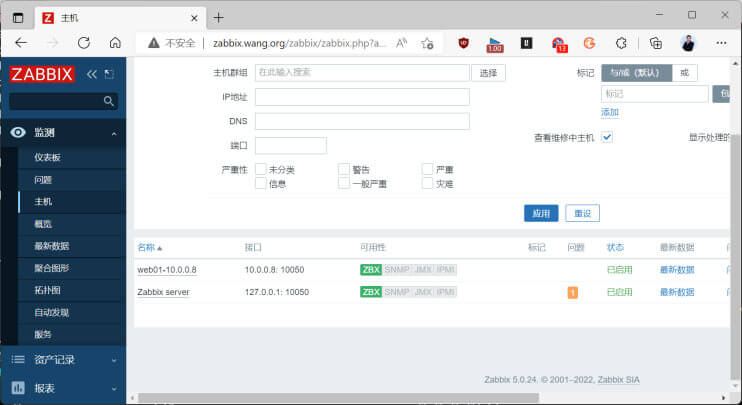 主机
不安全 zabbix.wang.org/zabbix/zabbix.php?a...
1.00
13
ZABBIX
监测
仪表板
问题
主机
概览
最新数据
聚合图形
拓扑图
自动发现
服务
资产记录
报表
主机群组 在此输入搜索 选择
标记 与/或（默认） 或
IP地址
标记 包
DNS
添加
端口
查看维修中主机 显示处理的
严重性 未分类 警告 严重
信息 一般严重 灾难
应用 重设
名称 接口 可用性 标记 问题 状态 最新数据
web01-10.0.0.8 10.0.0.8: 10050 ZBX SNMP JMX IPMI 已启用 最新数据
Zabbix server 127.0.0.1: 10050 ZBX SNMP JMX IPMI 1 已启用 最新数据
Zabbix 5.0.24. © 2001–2022, Zabbix SIA